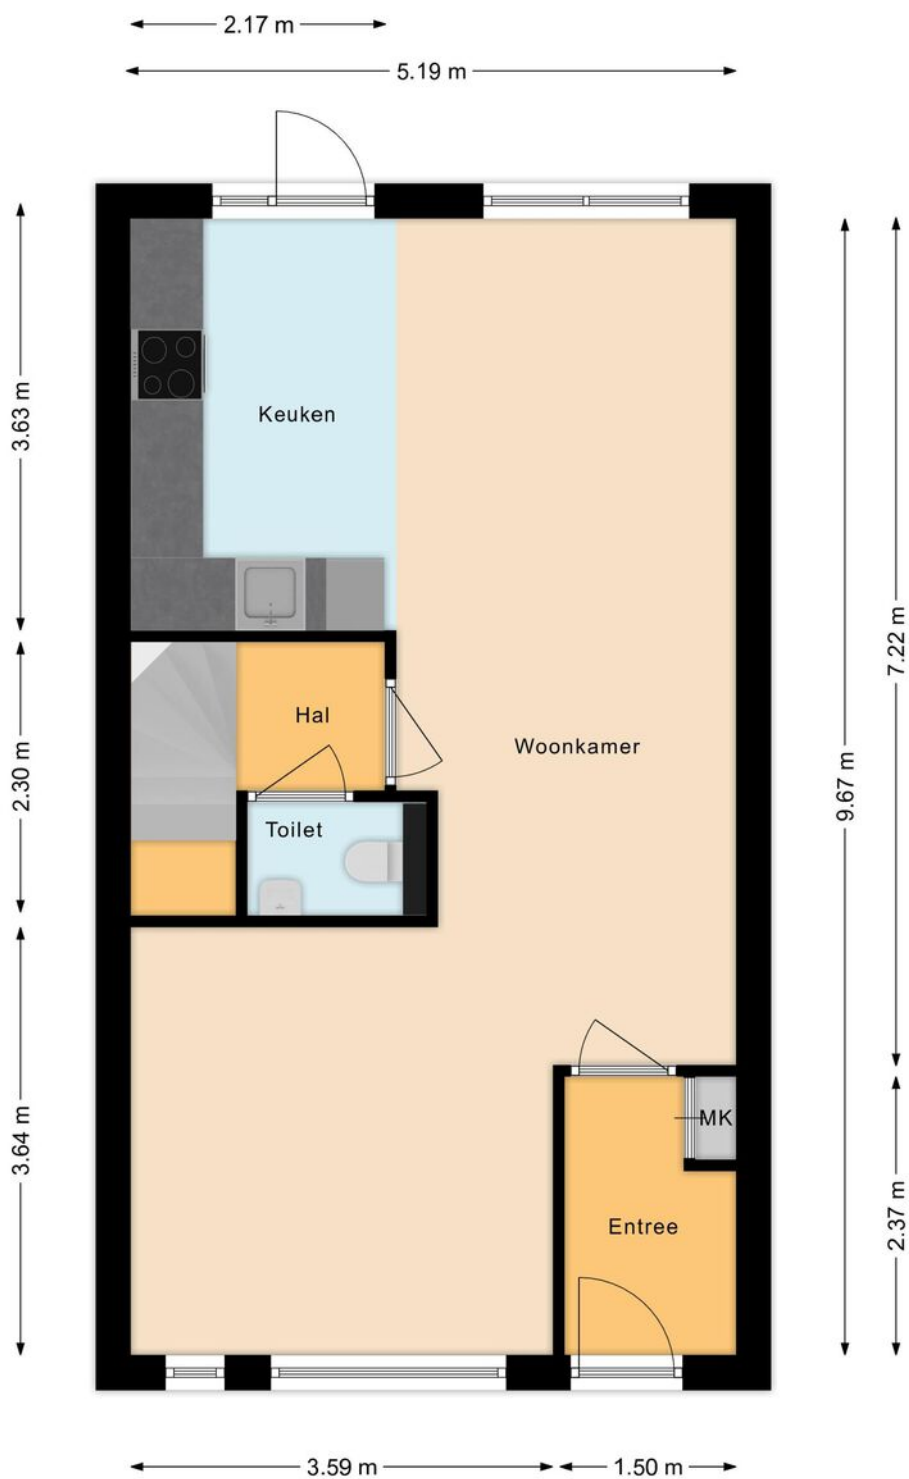 2.17 m
5.19 m
3.63 m
Keuken
7.22 m
Hal
Woonkamer
2.30 m
9.67 m
Toilet
MK
3.64 m
2.37 m
Entree
3.59 m
1.50 m